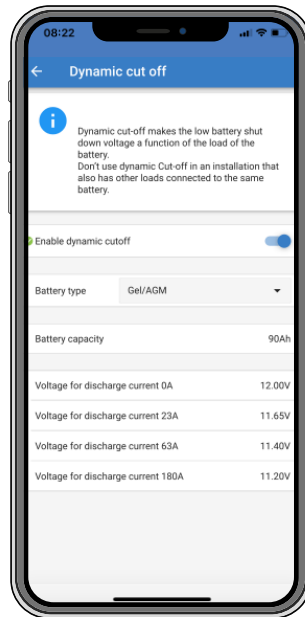 08:22
Dynamic cut off
Dynamic cut-off makes the low battery shut
down voltage a function of the load of the
battery.
Don't use dynamic Cut-off in an installation that
also has other loads connected to the same
battery.
Enable dynamic cutoff
Battery type Gel/AGM
Battery capacity 90Ah
Voltage for discharge current 0A 12.00V
Voltage for discharge current 23A 11.65V
Voltage for discharge current 63A 11.40V
Voltage for discharge current 180A 11.20V